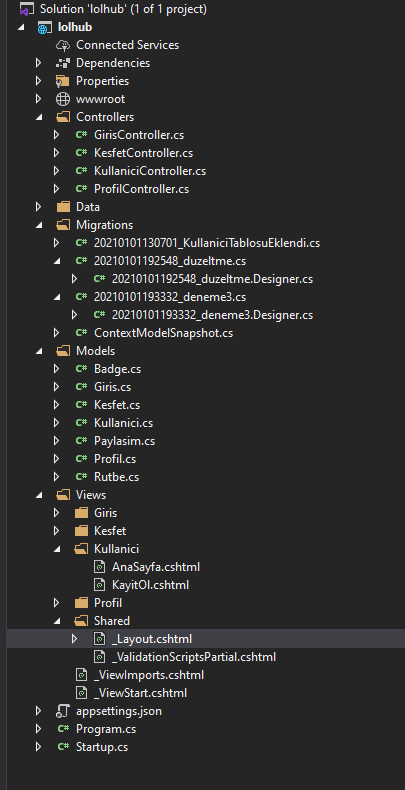 Solution 'lolhub' (1 of 1 project)
lolhub
Connected Services
Dependencies
Properties
wwwroot
Controllers
C# GirisController.cs
C# KesfetController.cs
C# KullaniciController.cs
C# ProfilController.cs
Data
Migrations
C# 20210101130701_KullaniciTablosuEklendi.cs
C# 20210101192548_duzeltme.cs
C# 20210101192548_duzeltme.Designer.cs
C# 20210101193332_deneme3.cs
C# 20210101193332_deneme3.Designer.cs
C# ContextModelSnapshot.cs
Models
C# Badge.cs
C# Giris.cs
C# Kesfet.cs
C# Kullanici.cs
C# Paylasim.cs
C# Profil.cs
C# Rutbe.cs
Views
Giris
Kesfet
Kullanici
AnaSayfa.cshtml
KayitOl.cshtml
Profil
Shared
_Layout.cshtml
_ValidationScriptsPartial.cshtml
_ViewImports.cshtml
_ViewStart.cshtml
appsettings.json
C# Program.cs
C# Startup.cs